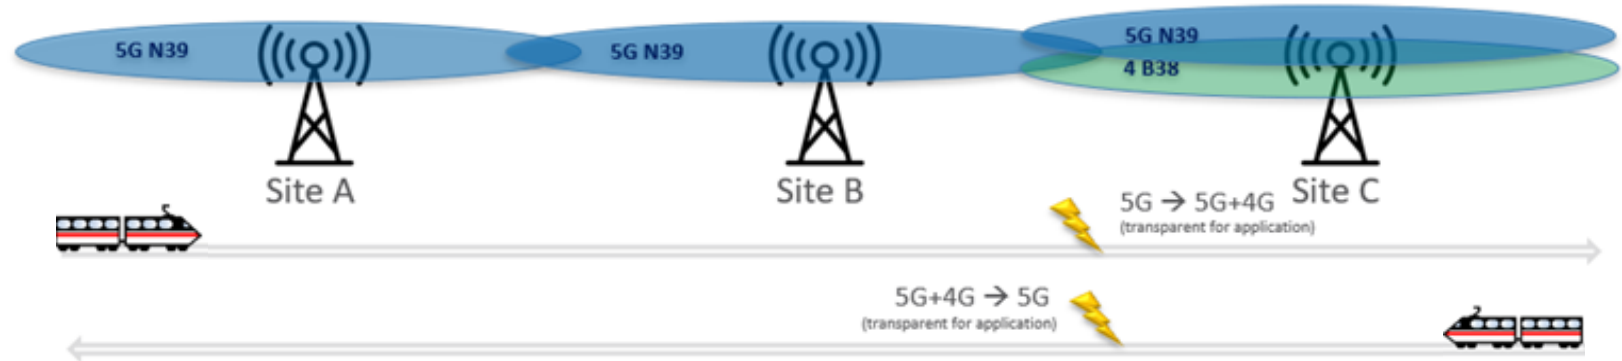 5G N39
5G N39
5G N39
4 B38
Site A
Site B
Site C
5G → 5G+4G
(transparent for application)
5G+4G → 5G
(transparent for application)